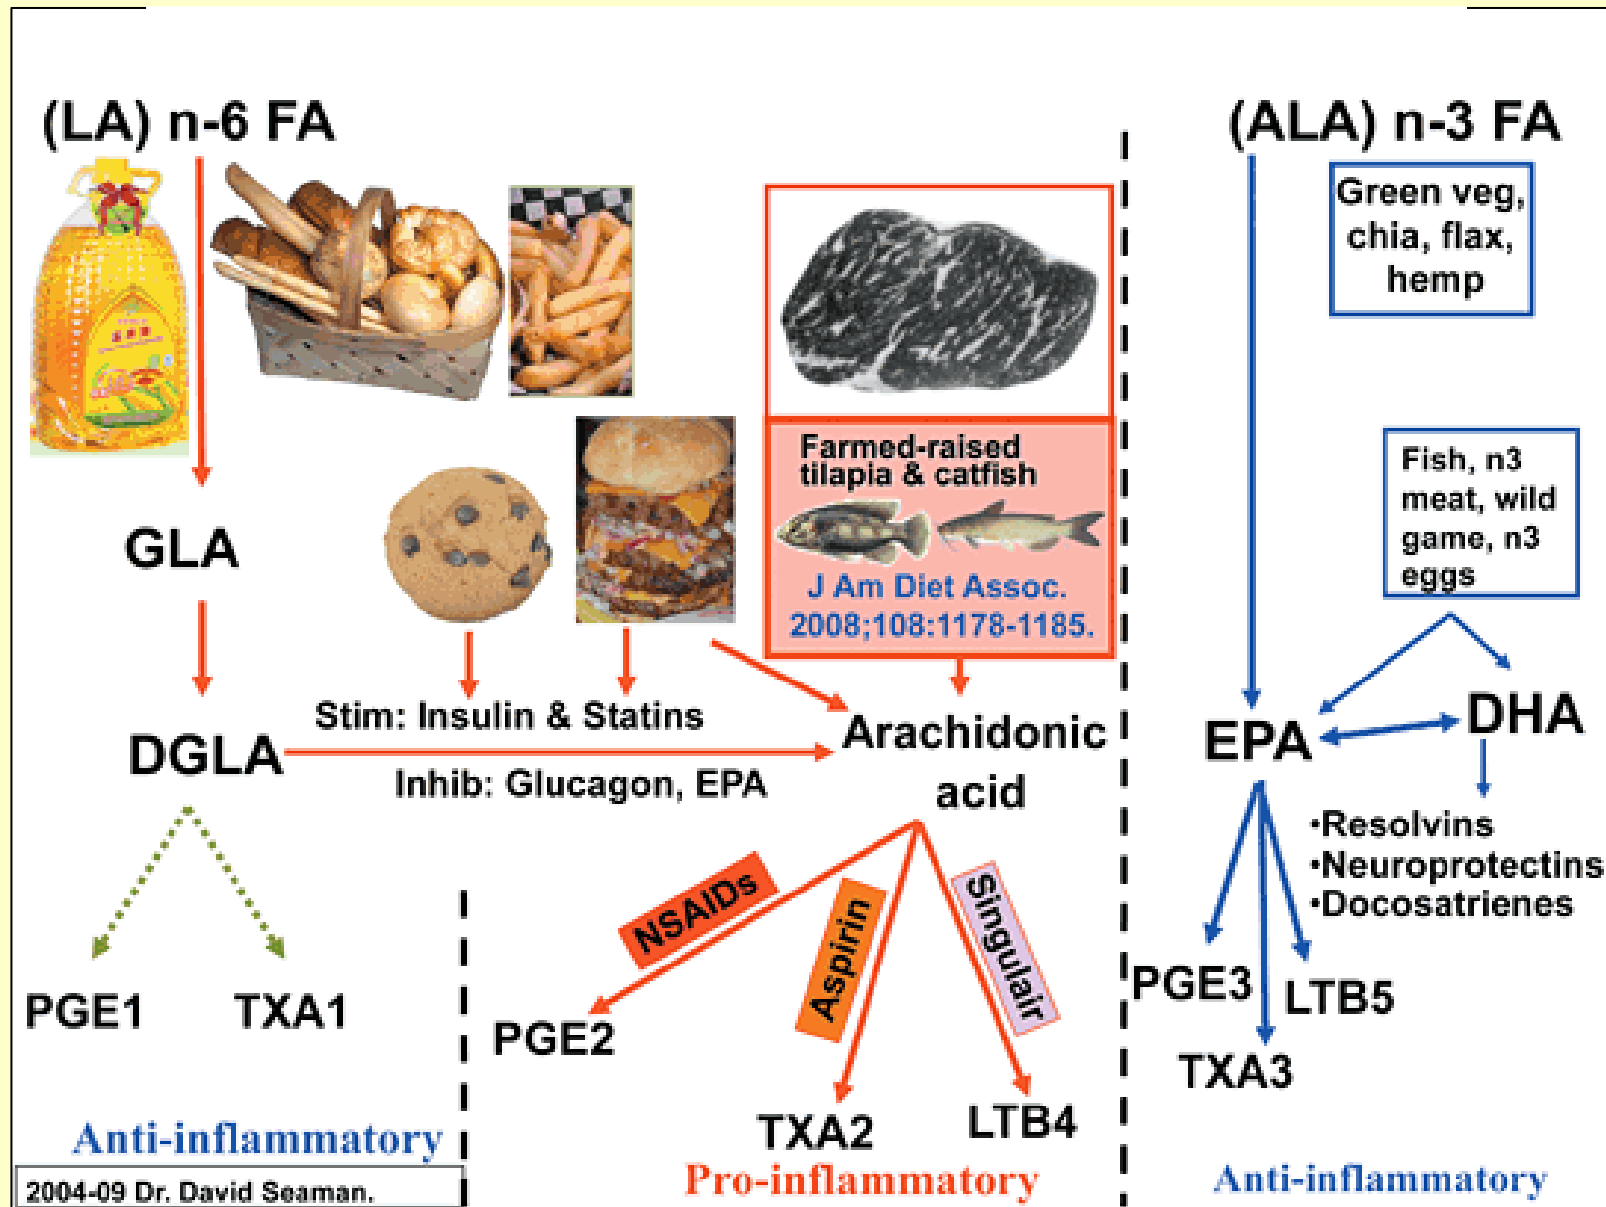 (LA) n-6 FA
GLA
DGLA
Stim: Insulin & Statins
Inhib: Glucagon, EPA
PGE1
TXA1
Anti-inflammatory
2004-09 Dr. David Seaman.
Farmed-raised
tilapia & catfish
J Am Diet Assoc.
2008;108:1178-1185.
Arachidonic
acid
NSAIDs
Aspirin
Singulair
PGE2
TXA2
LTB4
Pro-inflammatory
(ALA) n-3 FA
Green veg,
chia, flax,
hemp
Fish, n3
meat, wild
game, n3
eggs
EPA
DHA
•Resolvins
•Neuroprotectins
•Docosatrienes
PGE3
LTB5
TXA3
Anti-inflammatory